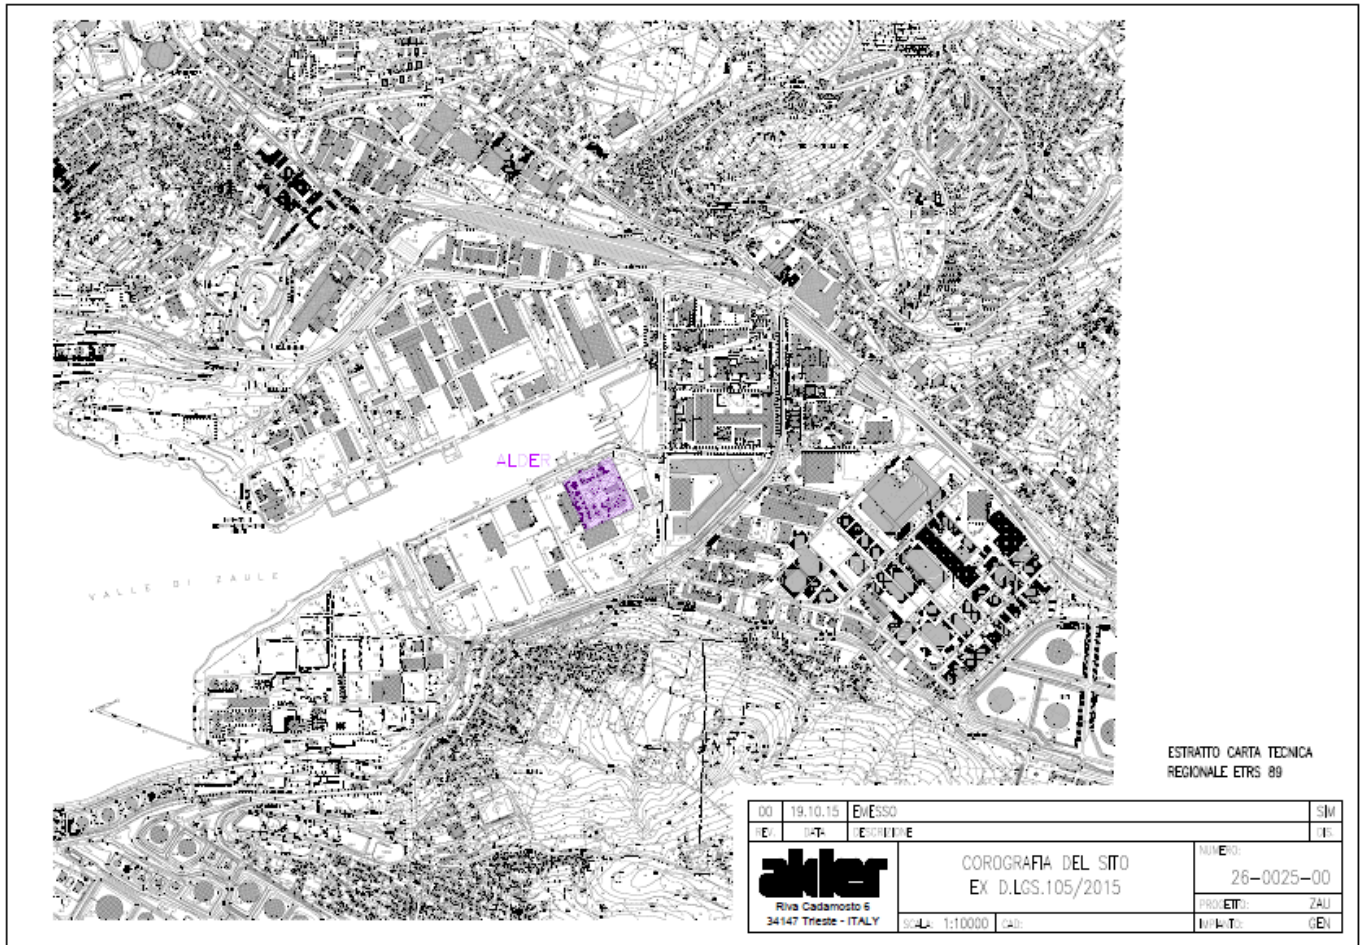 ALDER
VALLE DI ZAULE
ESTRATTO CARTA TECNICA
REGIONALE ETRS 89
00 19.10.15 EMESSO SIM
REV. DATA DESCRIZIONE DIS.
alder
Riva Cadamosto 6
34147 Trieste - ITALY
COROGRAFIA DEL SITO
EX D.LGS.105/2015
SCALA: 1:10000 CAD:
NUMERO:
26-0025-00
PROGETTO: ZAU
IMPIANTO: GEN